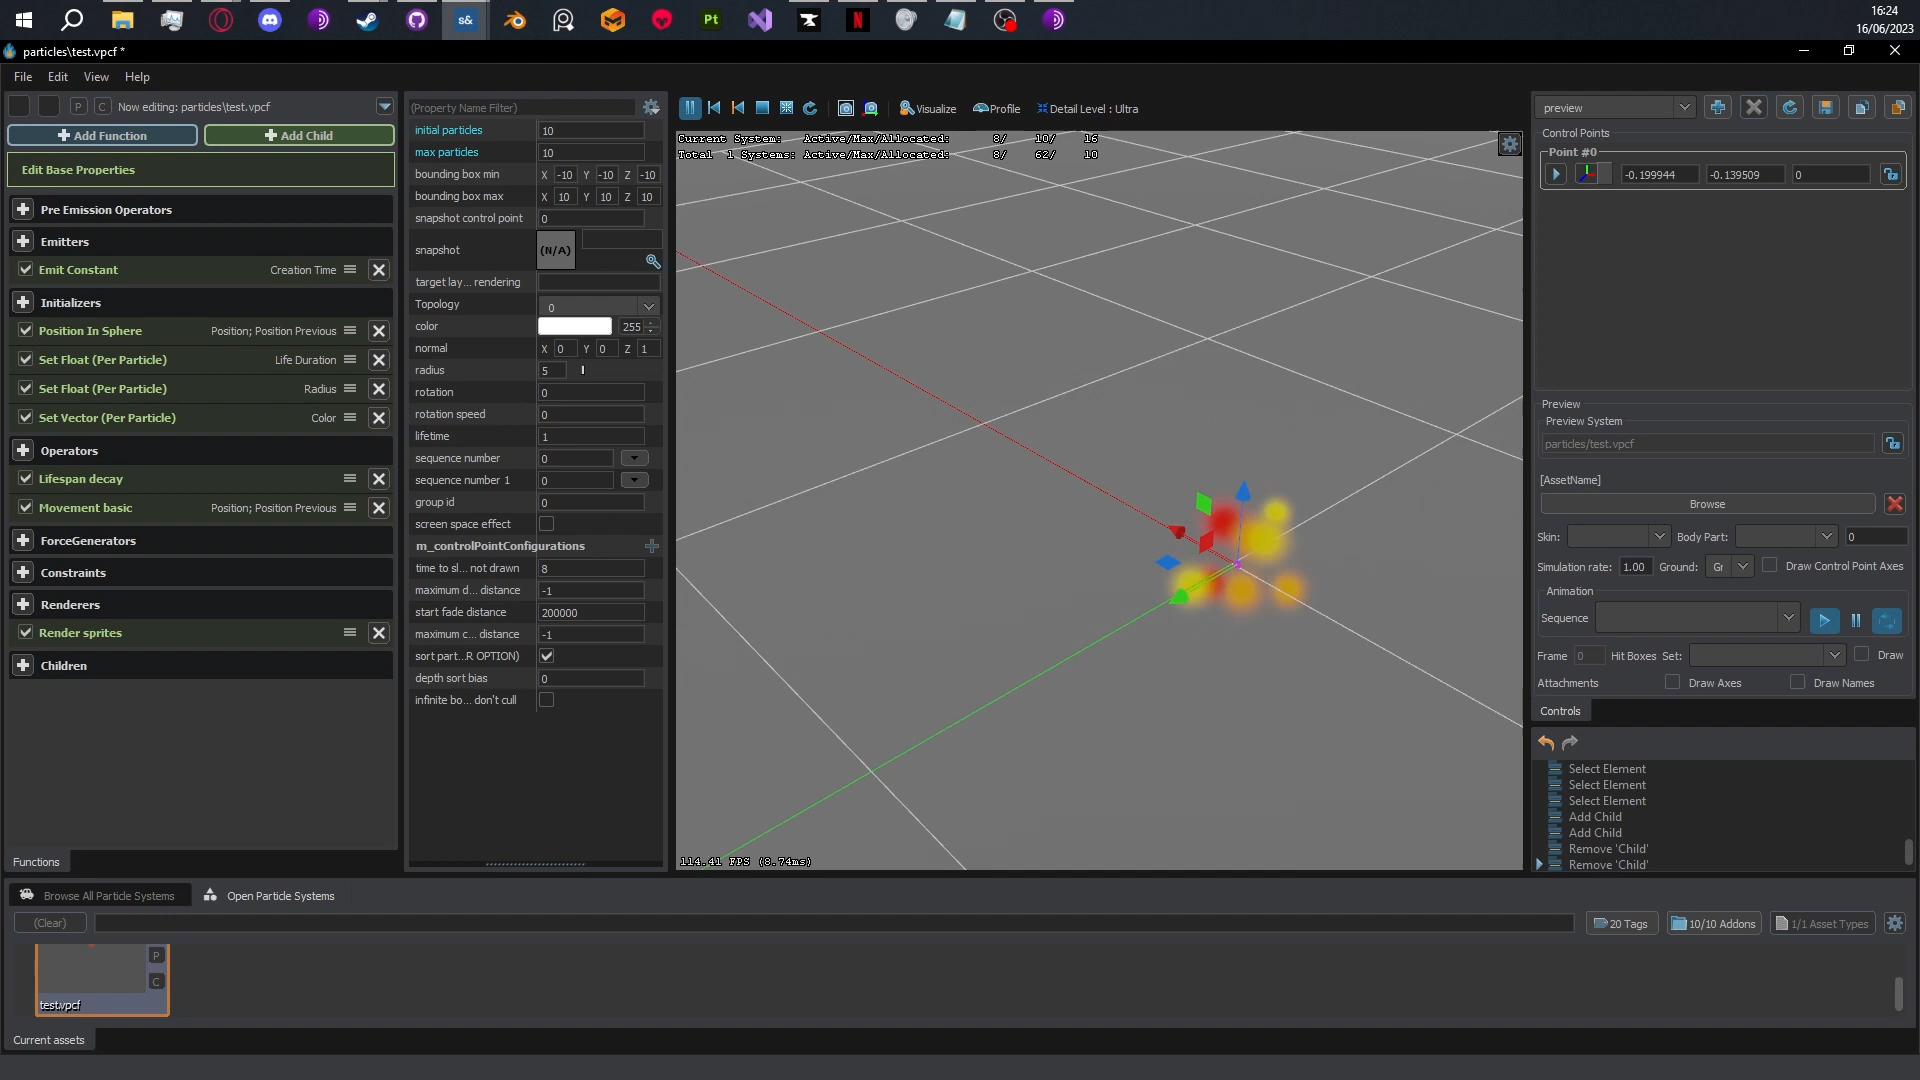 s&
Pt
N
16:24
16/06/2023
particles\test.vpcf *
File Edit View Help
P C Now editing: particles\test.vpcf
Add Function Add Child
Edit Base Properties
Pre Emission Operators
Emitters
Emit Constant Creation Time
Initializers
Position In Sphere Position; Position Previous
Set Float (Per Particle) Life Duration
Set Float (Per Particle) Radius
Set Vector (Per Particle) Color
Operators
Lifespan decay
Movement basic Position; Position Previous
ForceGenerators
Constraints
Renderers
Render sprites
Children
Functions
(Property Name Filter)
initial particles 10
max particles 10
bounding box min X -10 Y -10 Z -10
bounding box max X 10 Y 10 Z 10
snapshot control point 0
snapshot (N/A)
target lay... rendering
Topology 0
color 255
normal X 0 Y 0 Z 1
radius 5
rotation 0
rotation speed 0
lifetime 1
sequence number 0
sequence number 1 0
group id 0
screen space effect
m_controlPointConfigurations
time to sl... not drawn 8
maximum d... distance -1
start fade distance 200000
maximum c... distance -1
sort part...R OPTION)
depth sort bias 0
infinite bo... don't cull
Visualize Profile Detail Level : Ultra
Current System: Active/Max/Allocated: 8/ 10/ 16
Total 1 Systems: Active/Max/Allocated: 8/ 62/ 10
114.41 FPS (8.74ms)
preview
Control Points
Point #0
-0.199944 -0.139509 0
Preview
Preview System
particles/test.vpcf
[AssetName]
Browse
Skin: Body Part: 0
Simulation rate: 1.00 Ground: Gr Draw Control Point Axes
Animation
Sequence
Frame 0 Hit Boxes Set: Draw
Attachments Draw Axes Draw Names
Controls
Select Element
Select Element
Select Element
Add Child
Add Child
Remove 'Child'
Remove 'Child'
Browse All Particle Systems Open Particle Systems
(Clear) 20 Tags 10/10 Addons 1/1 Asset Types
P
C
test.vpcf
Current assets